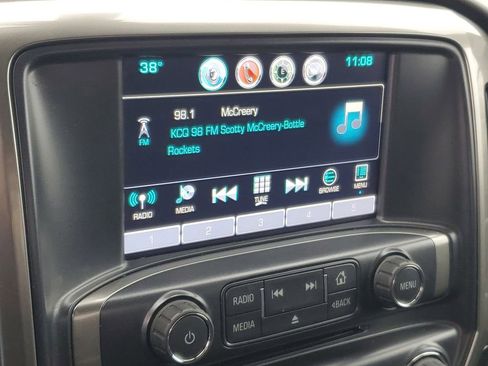 38° 11:08
98.1 McCreery
KCQ 98 FM Scotty McCreery-Bottle
Rockets
FM
RADIO MEDIA TUNE BROWSE MENU
1 2 3 4 5
RADIO MENU
MEDIA <BACK